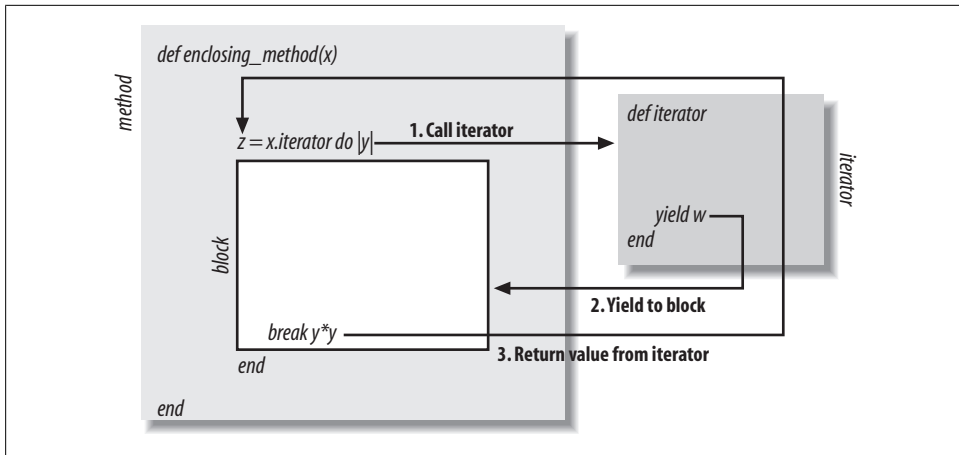 def enclosing_method(x)
method
z = x.iterator do |y|
1. Call iterator
def iterator
iterator
yield w
end
block
2. Yield to block
break y*y
3. Return value from iterator
end
end